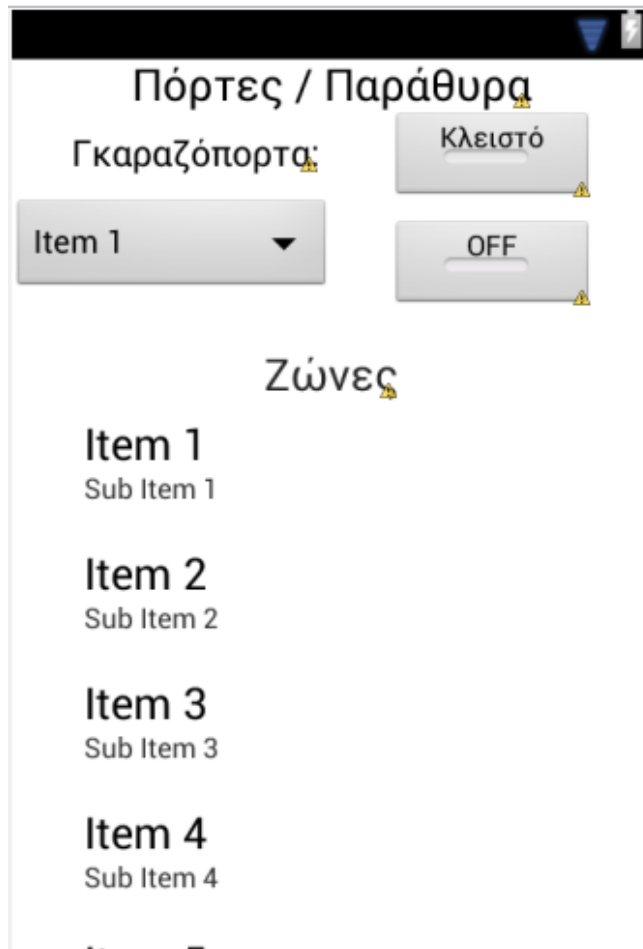 Πόρτες / Παράθυρα
Γκαραζόπορτα:
Κλειστό
Item 1
OFF
Ζώνες
Item 1
Sub Item 1
Item 2
Sub Item 2
Item 3
Sub Item 3
Item 4
Sub Item 4